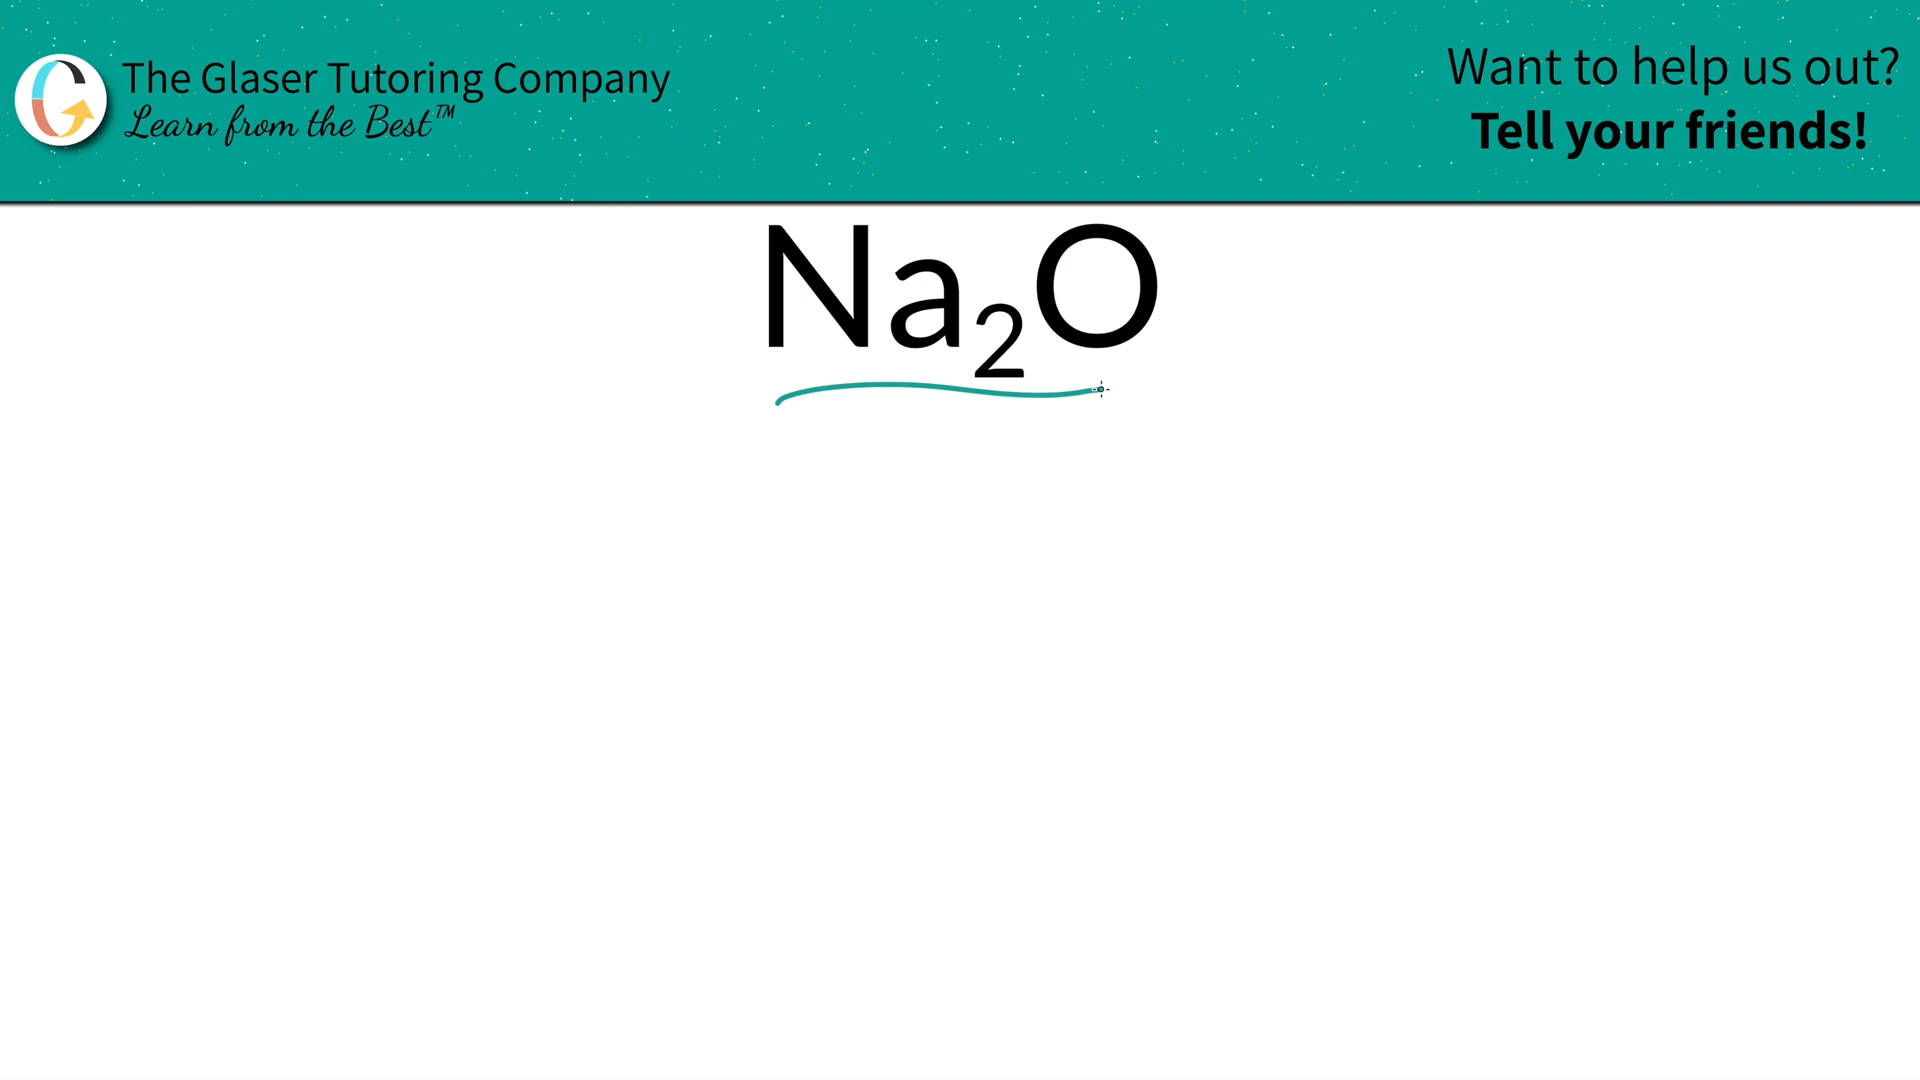 The Glaser Tutoring Company
Learn from the Best™
Want to help us out?
Tell your friends!
Na₂O